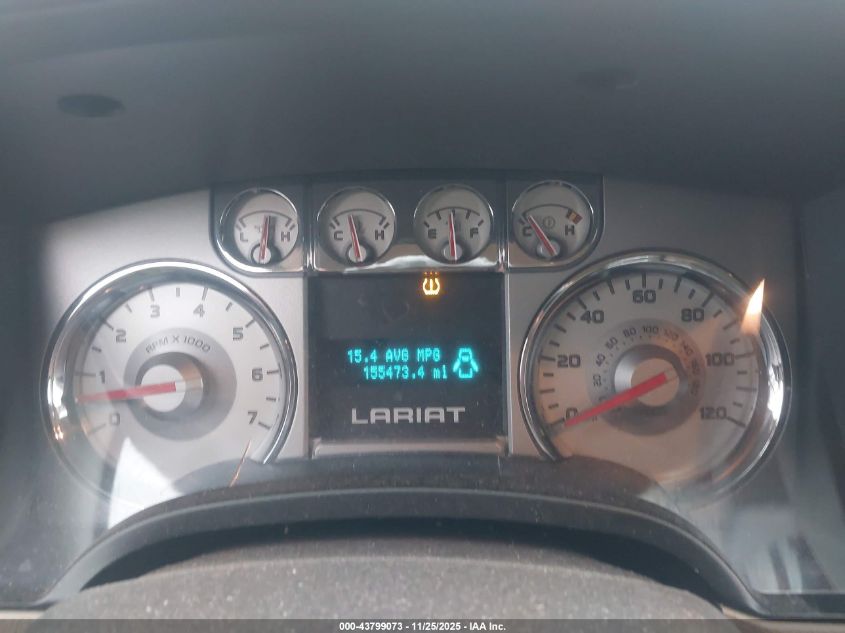 L H
C H
E F
C H
0 1 2 3 4 5 6 7
RPM X 1000
15.4 AVG MPG
155473.4 mi
LARIAT
0 20 40 60 80 100 120
000-43799073 - 11/25/2025 - IAA Inc.